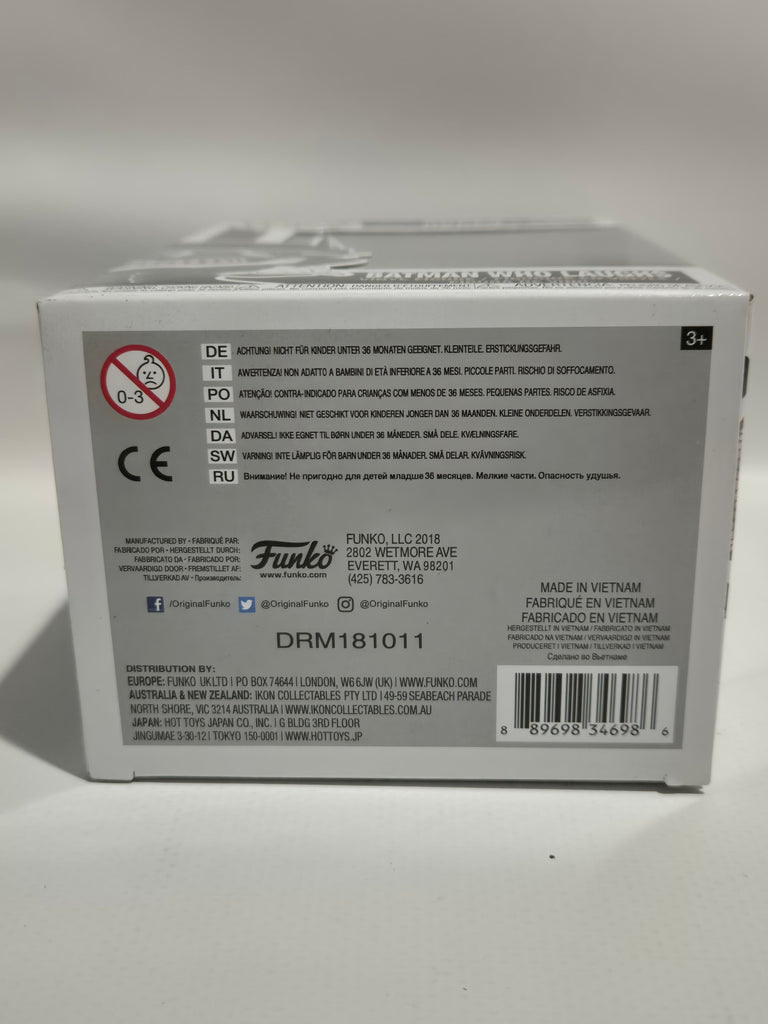 BATMAN WHO LAUGHS
3+
0-3
DE ACHTUNG! NICHT FÜR KINDER UNTER 36 MONATEN GEEIGNET. KLEINTEILE. ERSTICKUNGSGEFAHR.
IT AVVERTENZA! NON ADATTO A BAMBINI DI ETÀ INFERIORE A 36 MESI. PICCOLE PARTI. RISCHIO DI SOFFOCAMENTO.
PO ATENÇÃO! CONTRA-INDICADO PARA CRIANÇAS COM MENOS DE 36 MESES. PEQUENAS PARTES. RISCO DE ASFIXIA.
NL WAARSCHUWING! NIET GESCHIKT VOOR KINDEREN JONGER DAN 36 MAANDEN. KLEINE ONDERDELEN. VERSTIKKINGSGEVAAR.
DA ADVARSEL! IKKE EGNET TIL BØRN UNDER 36 MÅNEDER. SMÅ DELE. KVÆLNINGSFARE.
SW VARNING! INTE LÄMPLIG FÖR BARN UNDER 36 MÅNADER. SMÅ DELAR. KVÄVNINGSRISK.
RU Внимание! Не пригодно для детей младше 36 месяцев. Мелкие части. Опасность удушья.
CE
MANUFACTURED BY • FABRIQUÉ PAR:
FABRICADO POR • HERGESTELLT DURCH:
FABBRICATO DA • FABRICADO POR:
VERVAARDIGD DOOR • FREMSTILLET AF:
TILLVERKAD AV • Производитель:
Funko
www.funko.com
FUNKO, LLC 2018
2802 WETMORE AVE
EVERETT, WA 98201
(425) 783-3616
/OriginalFunko @OriginalFunko @OriginalFunko
DRM181011
MADE IN VIETNAM
FABRIQUÉ EN VIETNAM
FABRICADO EN VIETNAM
HERGESTELLT IN VIETNAM / FABBRICATO IN VIETNAM
FABRICADO NA VIETNAM / VERVAARDIGD IN VIETNAM
PRODUCERET I VIETNAM / TILLVERKAD I VIETNAM
Сделано во Вьетнаме
DISTRIBUTION BY:
EUROPE: FUNKO UK LTD | PO BOX 74644 | LONDON, W6 6JW (UK) | WWW.FUNKO.COM
AUSTRALIA & NEW ZEALAND: IKON COLLECTABLES PTY LTD | 49-59 SEABEACH PARADE
NORTH SHORE, VIC 3214 AUSTRALIA | WWW.IKONCOLLECTABLES.COM.AU
JAPAN: HOT TOYS JAPAN CO., INC. | G BLDG 3RD FLOOR
JINGUMAE 3-30-12 | TOKYO 150-0001 | WWW.HOTTOYS.JP
8 89698 34698 6